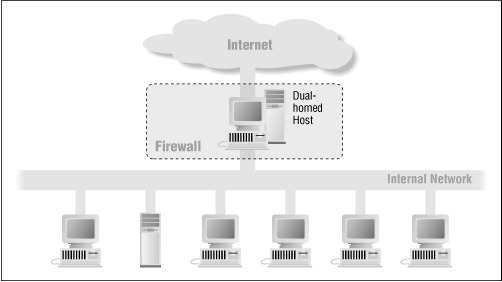 Internet
Dual-
homed
Host
Firewall
Internal Network